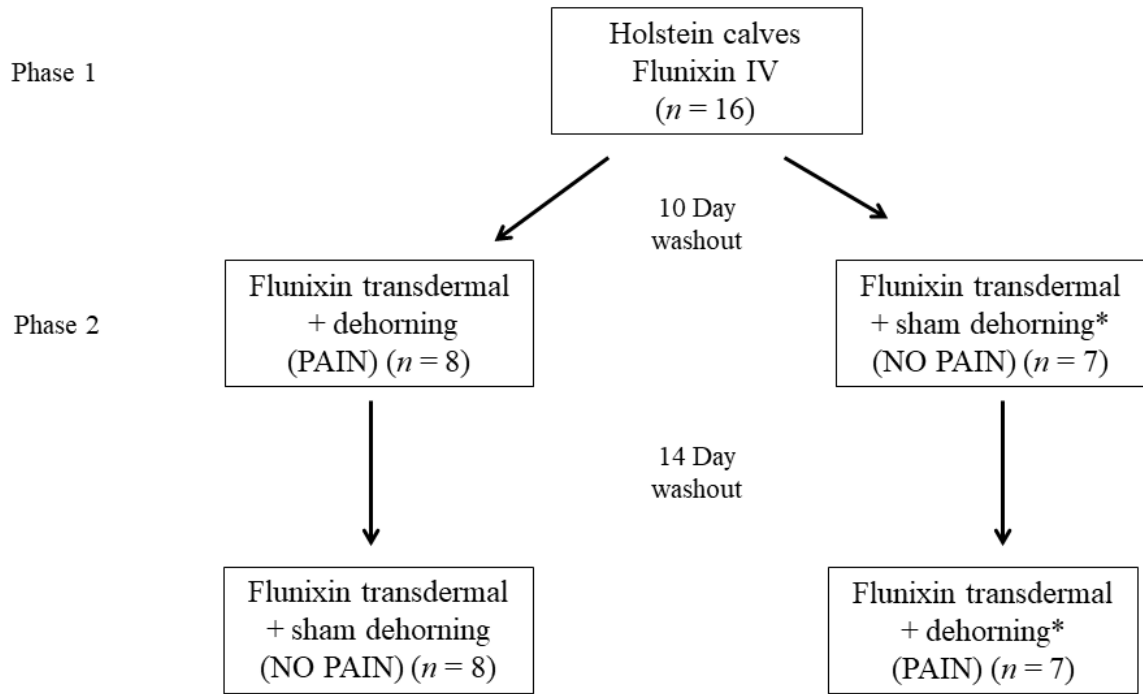 Phase 1
Holstein calves
Flunixin IV
(n = 16)
10 Day
washout
Phase 2
Flunixin transdermal
+ dehorning
(PAIN) (n = 8)
Flunixin transdermal
+ sham dehorning*
(NO PAIN) (n = 7)
14 Day
washout
Flunixin transdermal
+ sham dehorning
(NO PAIN) (n = 8)
Flunixin transdermal
+ dehorning*
(PAIN) (n = 7)